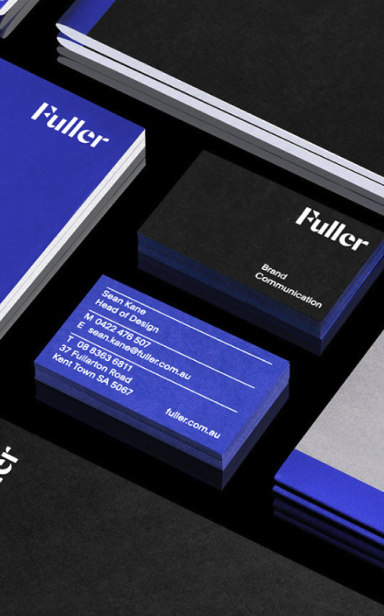 Fuller
Fuller
Brand
Communication
Sean Kane
Head of Design
M 0422 476 507
E sean.kane@fuller.com.au
T 08 8363 6811
37 Fullarton Road
Kent Town SA 5067
fuller.com.au